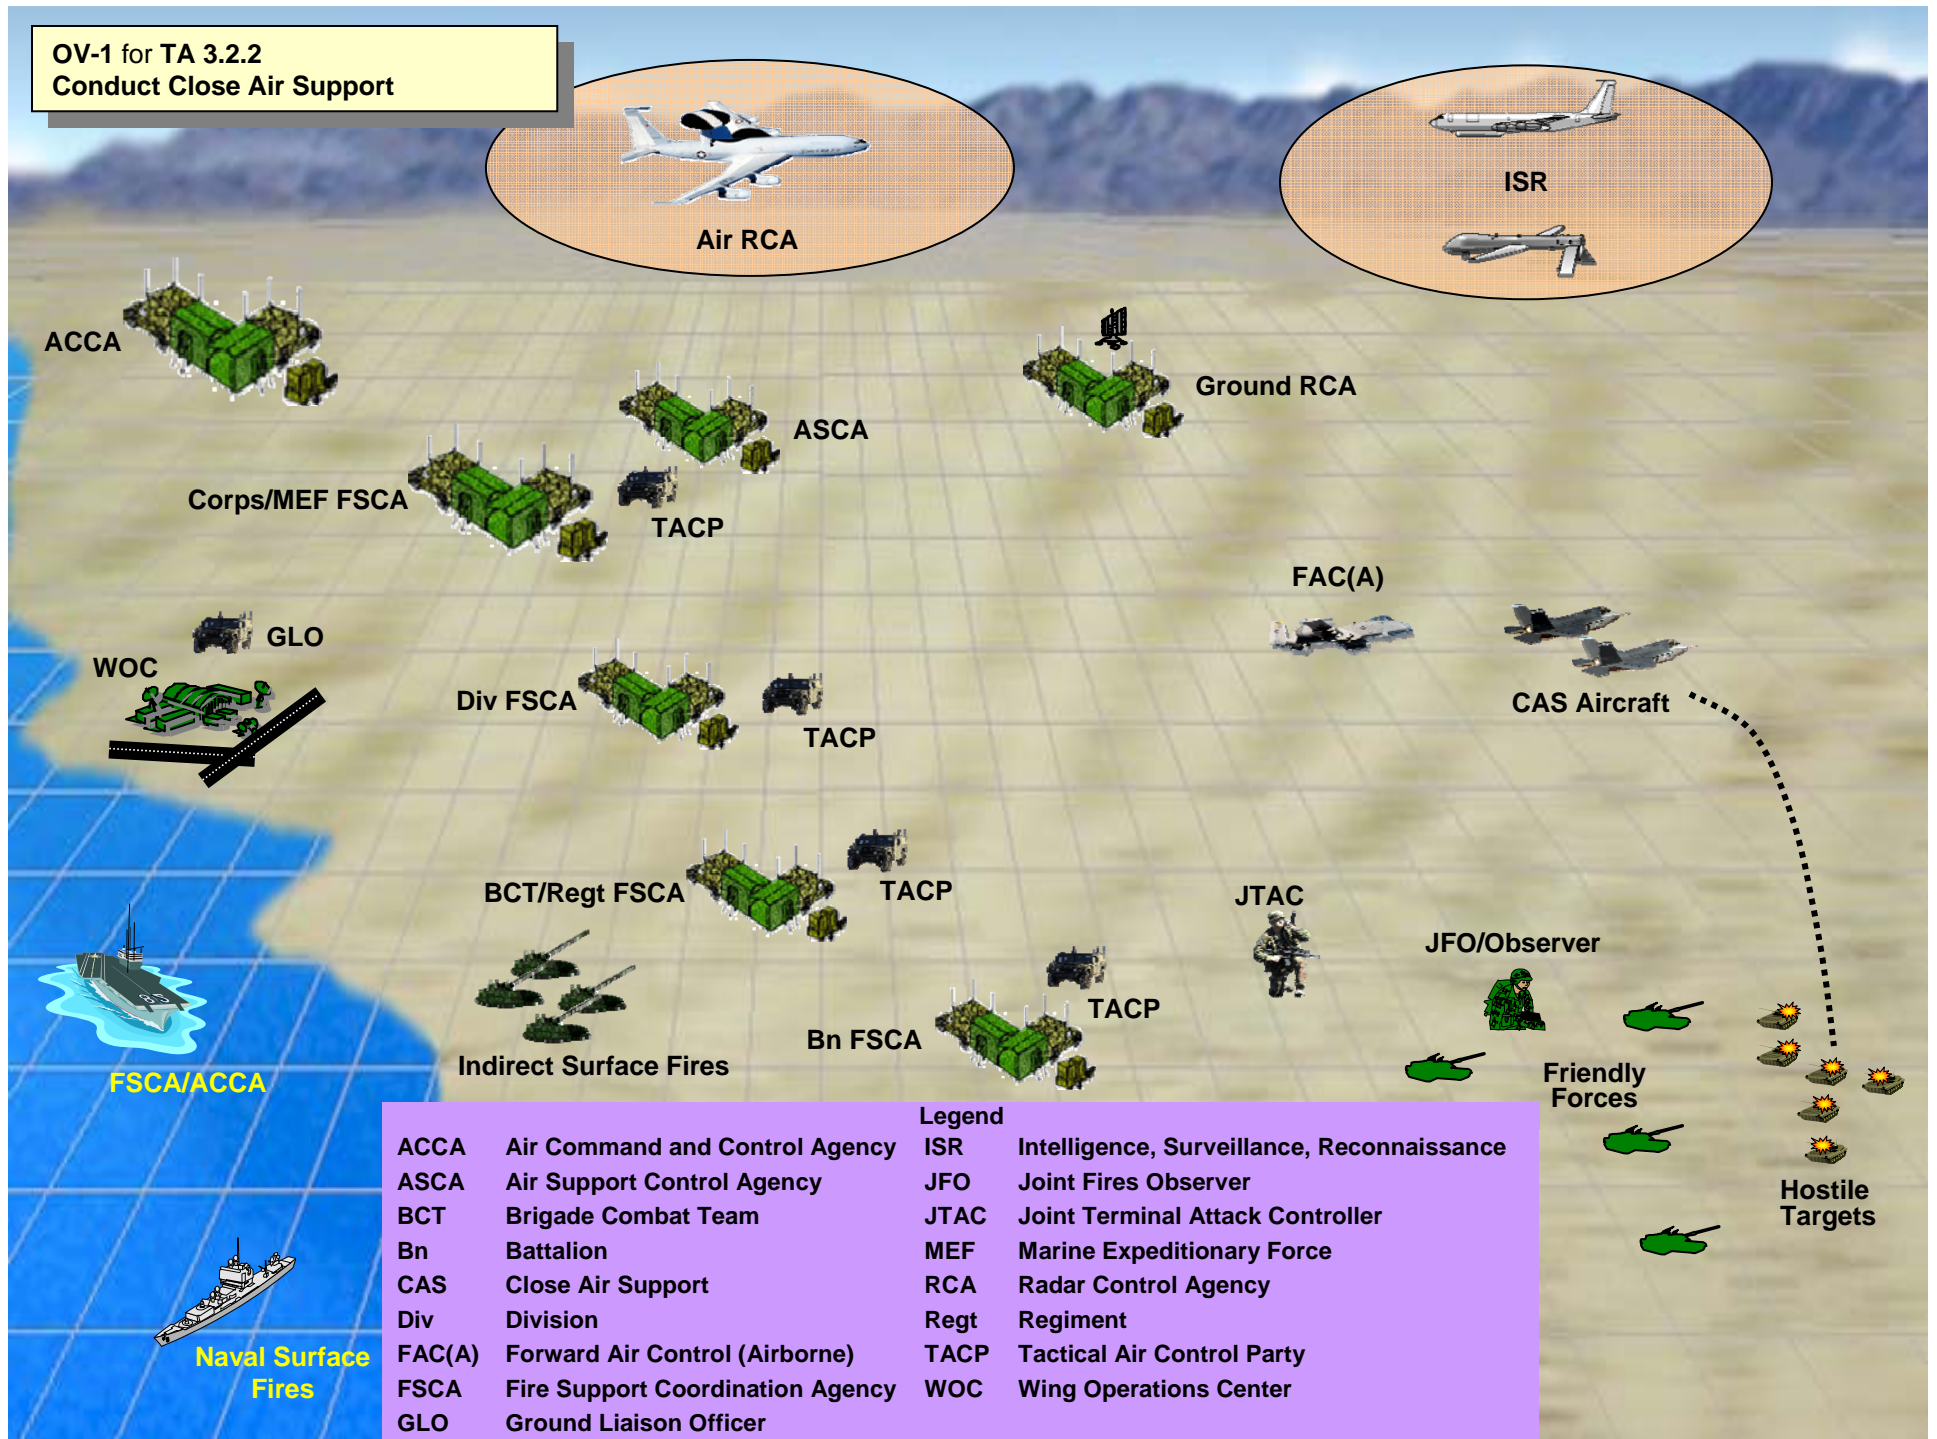 OV-1 for TA 3.2.2
Conduct Close Air Support
Air RCA
ISR
ACCA
Ground RCA
ASCA
Corps/MEF FSCA
TACP
FAC(A)
GLO
WOC
Div FSCA
TACP
CAS Aircraft
BCT/Regt FSCA
TACP
JTAC
JFO/Observer
TACP
Bn FSCA
Indirect Surface Fires
FSCA/ACCA
Friendly
Forces
Hostile
Targets
Naval Surface
Fires
Legend
ACCA Air Command and Control Agency
ASCA Air Support Control Agency
BCT Brigade Combat Team
Bn Battalion
CAS Close Air Support
Div Division
FAC(A) Forward Air Control (Airborne)
FSCA Fire Support Coordination Agency
GLO Ground Liaison Officer
ISR Intelligence, Surveillance, Reconnaissance
JFO Joint Fires Observer
JTAC Joint Terminal Attack Controller
MEF Marine Expeditionary Force
RCA Radar Control Agency
Regt Regiment
TACP Tactical Air Control Party
WOC Wing Operations Center